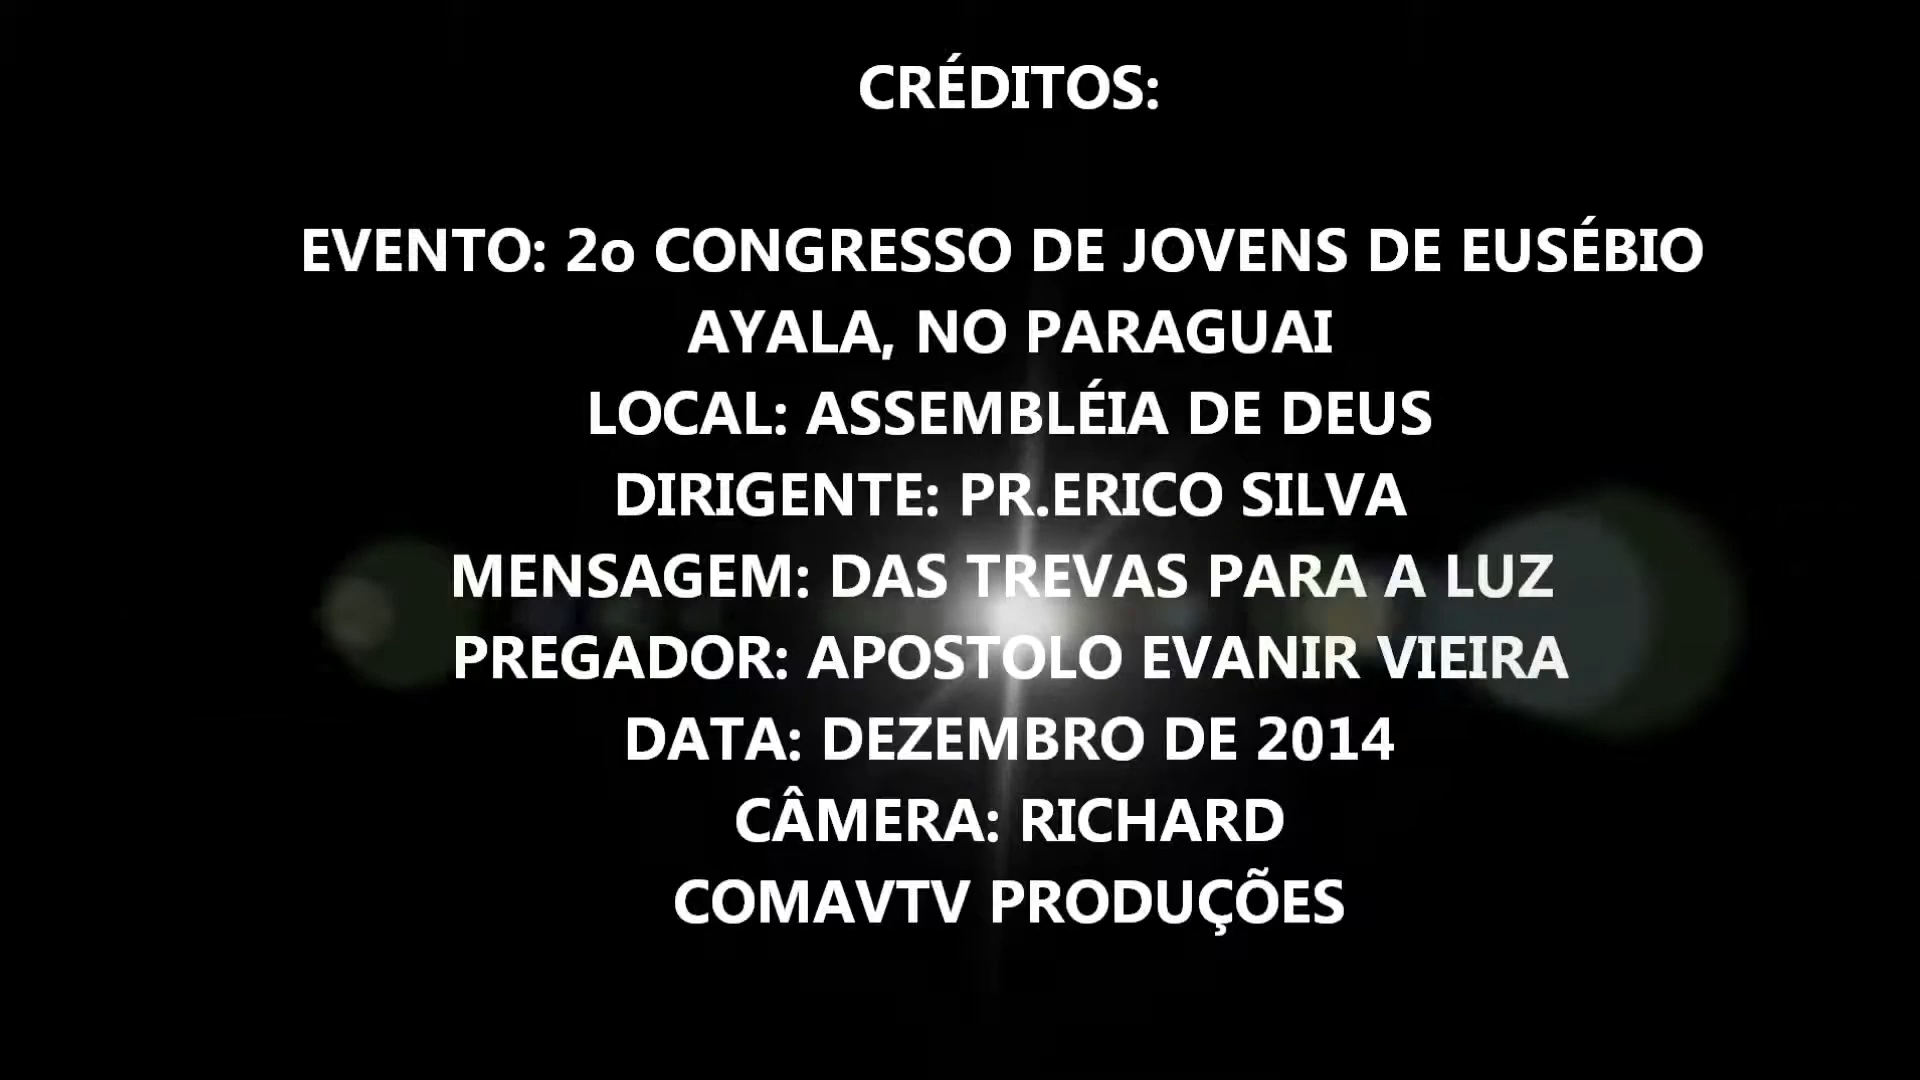 CRÉDITOS:
EVENTO: 2o CONGRESSO DE JOVENS DE EUSÉBIO
AYALA, NO PARAGUAI
LOCAL: ASSEMBLÉIA DE DEUS
DIRIGENTE: PR.ERICO SILVA
MENSAGEM: DAS TREVAS PARA A LUZ
PREGADOR: APOSTOLO EVANIR VIEIRA
DATA: DEZEMBRO DE 2014
CÂMERA: RICHARD
COMAVTV PRODUÇÕES